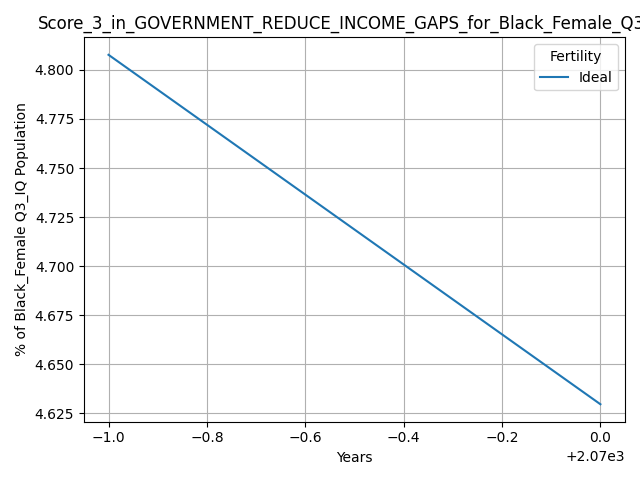 Score_3_in_GOVERNMENT_REDUCE_INCOME_GAPS_for_Black_Female_Q3
Fertility
Ideal
% of Black_Female Q3_IQ Population
4.800
4.775
4.750
4.725
4.700
4.675
4.650
4.625
−1.0 −0.8 −0.6 −0.4 −0.2 0.0
+2.07e3
Years